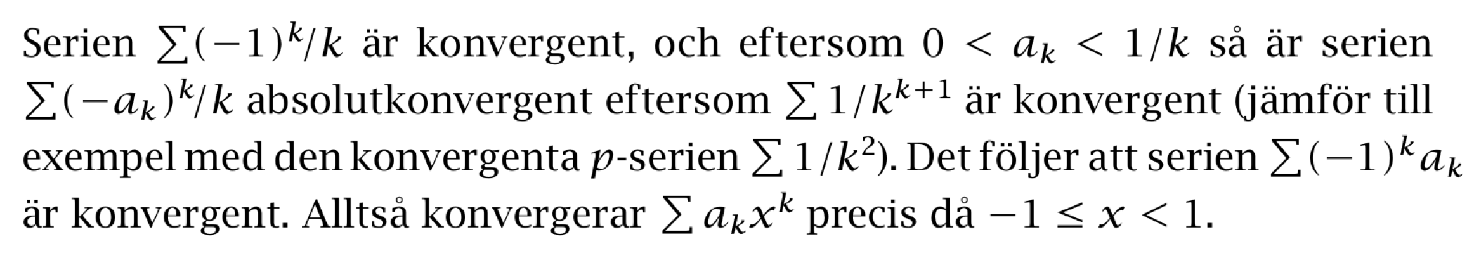 Serien ∑(−1)^k/k är konvergent, och eftersom 0 < a_k < 1/k så är serien
∑(−a_k)^k/k absolutkonvergent eftersom ∑ 1/k^{k+1} är konvergent (jämför till
exempel med den konvergenta p-serien ∑ 1/k²). Det följer att serien ∑(−1)^k a_k
är konvergent. Alltså konvergerar ∑ a_k x^k precis då −1 ≤ x < 1.